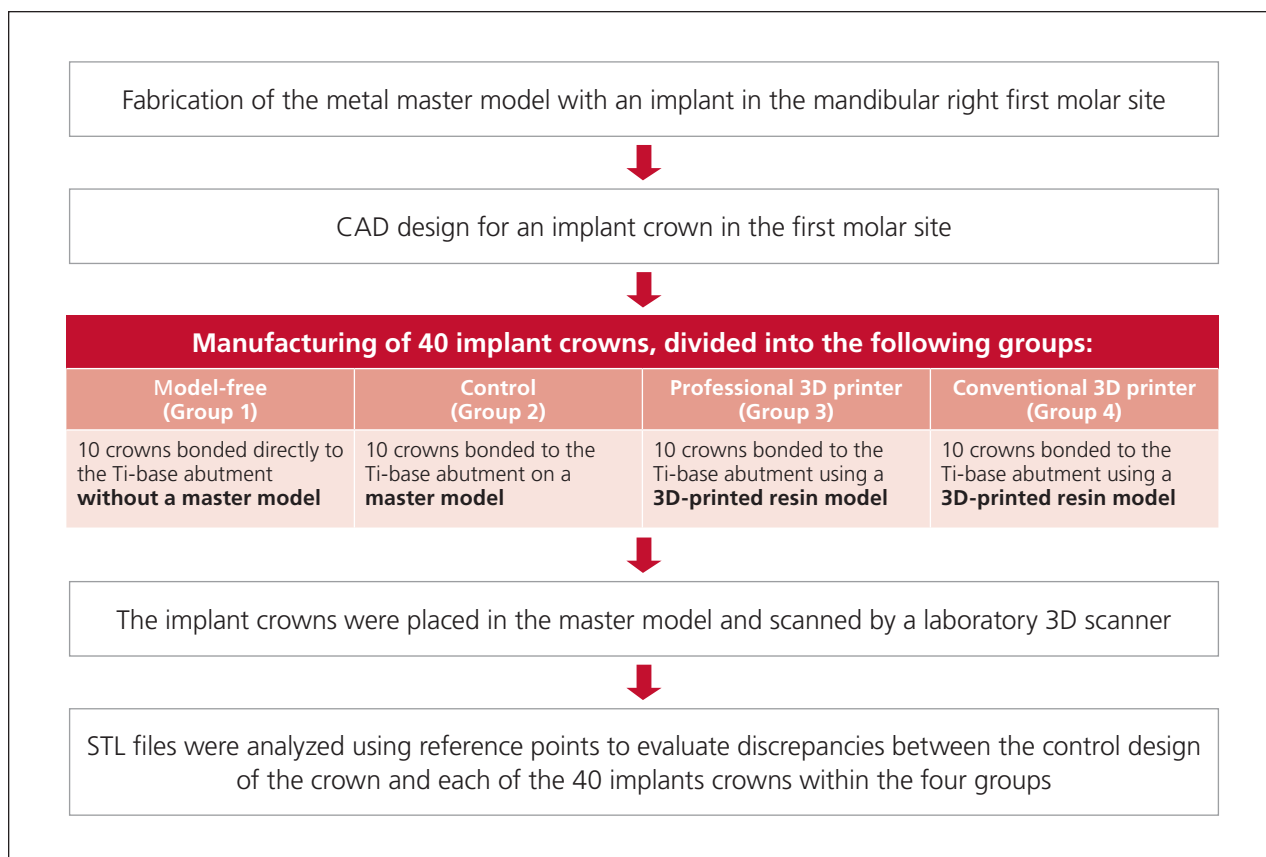 Fabrication of the metal master model with an implant in the mandibular right first molar site
CAD design for an implant crown in the first molar site
Manufacturing of 40 implant crowns, divided into the following groups:
Model-free
(Group 1)
Control
(Group 2)
Professional 3D printer
(Group 3)
Conventional 3D printer
(Group 4)
10 crowns bonded directly to
the Ti-base abutment
without a master model
10 crowns bonded to the
Ti-base abutment on a
master model
10 crowns bonded to the
Ti-base abutment using a
3D-printed resin model
10 crowns bonded to the
Ti-base abutment using a
3D-printed resin model
The implant crowns were placed in the master model and scanned by a laboratory 3D scanner
STL files were analyzed using reference points to evaluate discrepancies between the control design
of the crown and each of the 40 implants crowns within the four groups